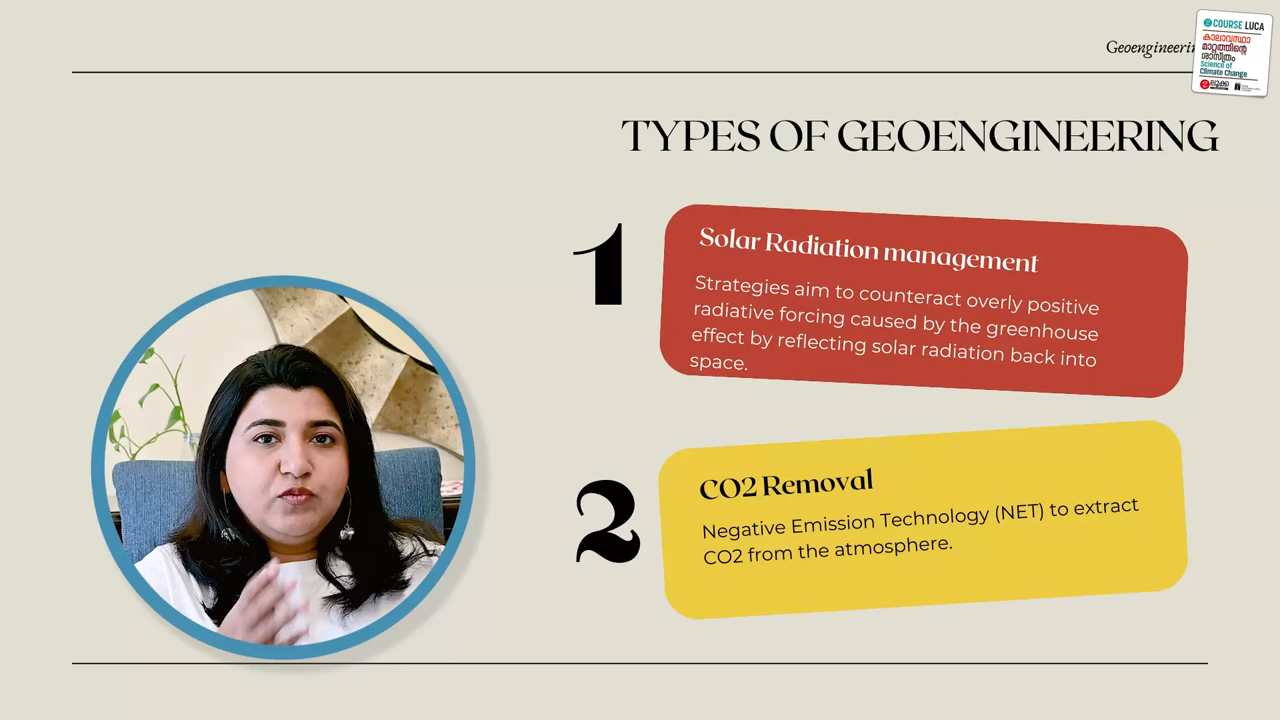 Geoengineerin
COURSE LUCA
കാലാവസ്ഥാ
മാറ്റത്തിന്റെ
ശാസ്ത്രം
Science of
Climate Change
ലൂക്ക
TYPES OF GEOENGINEERING
1
Solar Radiation management
Strategies aim to counteract overly positive
radiative forcing caused by the greenhouse
effect by reflecting solar radiation back into
space.
2
CO2 Removal
Negative Emission Technology (NET) to extract
CO2 from the atmosphere.